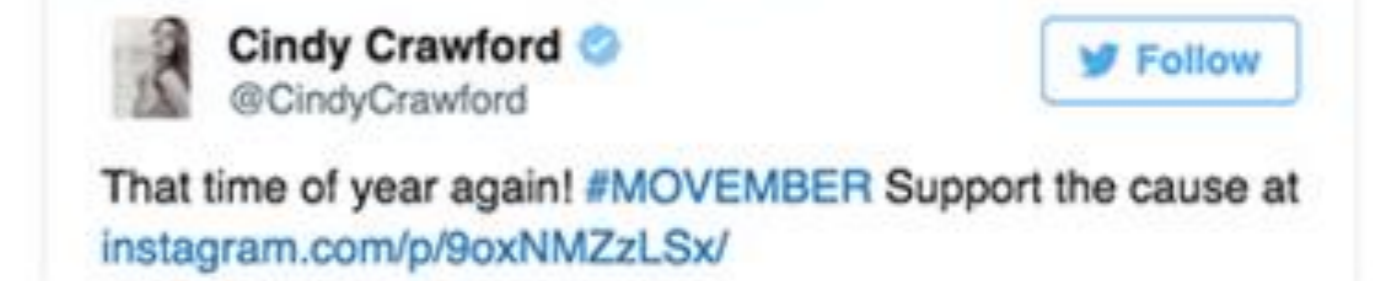 Cindy Crawford
@CindyCrawford
Follow
That time of year again! #MOVEMBER Support the cause at
instagram.com/p/9oxNMZzLSx/